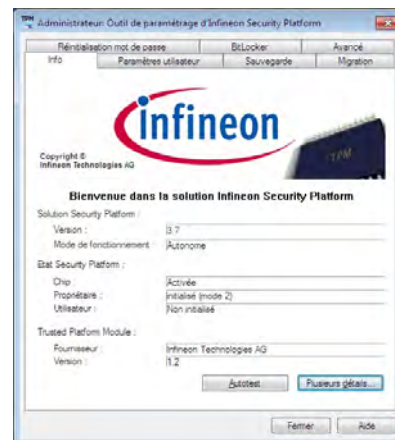 Administrateur: Outil de paramétrage d'Infineon Security Platform
Réinitialisation mot de passe BitLocker Avancé
Info Paramètres utilisateur Sauvegarde Migration
infineon
TPM
Copyright ©
Infineon Technologies AG
Bienvenue dans la solution Infineon Security Platform
Solution Security Platform :
Version : 3.7
Mode de fonctionnement Autonome
Etat Security Platform :
Chip : Activée
Propriétaire : initialisé (mode 2)
Utilisateur : Non initialisé
Trusted Platform Module :
Fournisseur : Infineon Technologies AG
Version : 1.2
Autotest Plusieurs détails...
Fermer Aide